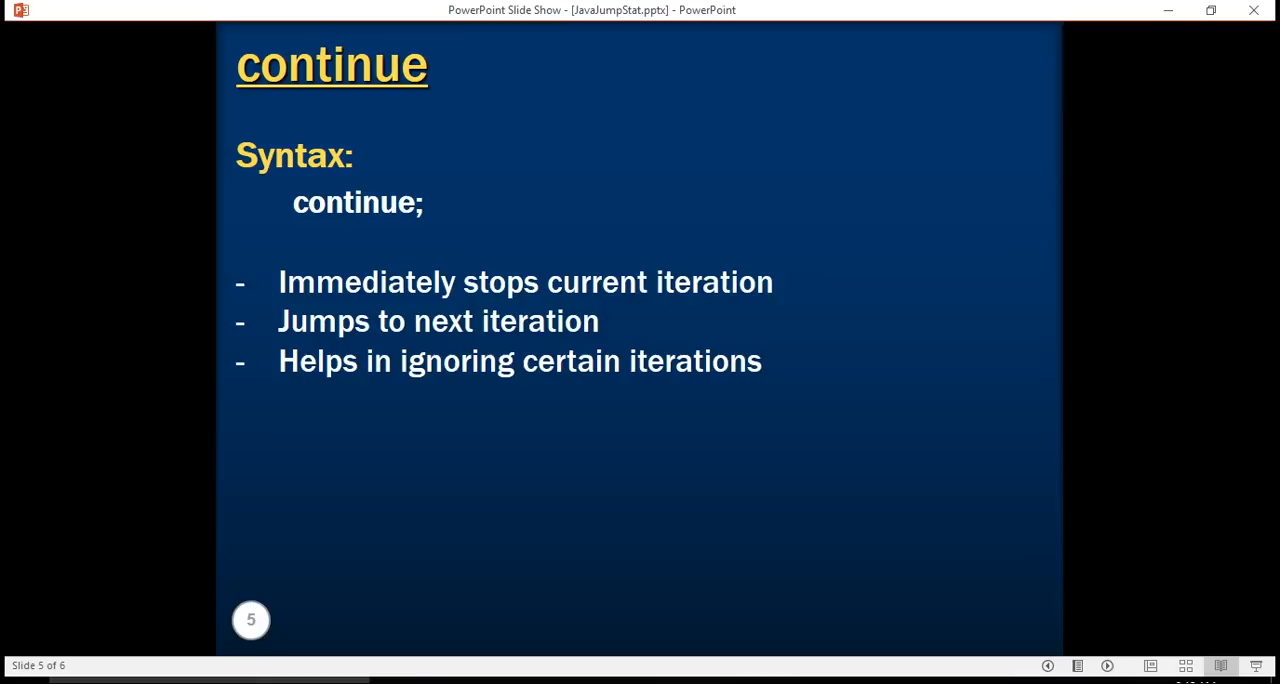 PowerPoint Slide Show - [JavaJumpStat.pptx] - PowerPoint
continue
Syntax:
continue;
- Immediately stops current iteration
- Jumps to next iteration
- Helps in ignoring certain iterations
5
Slide 5 of 6